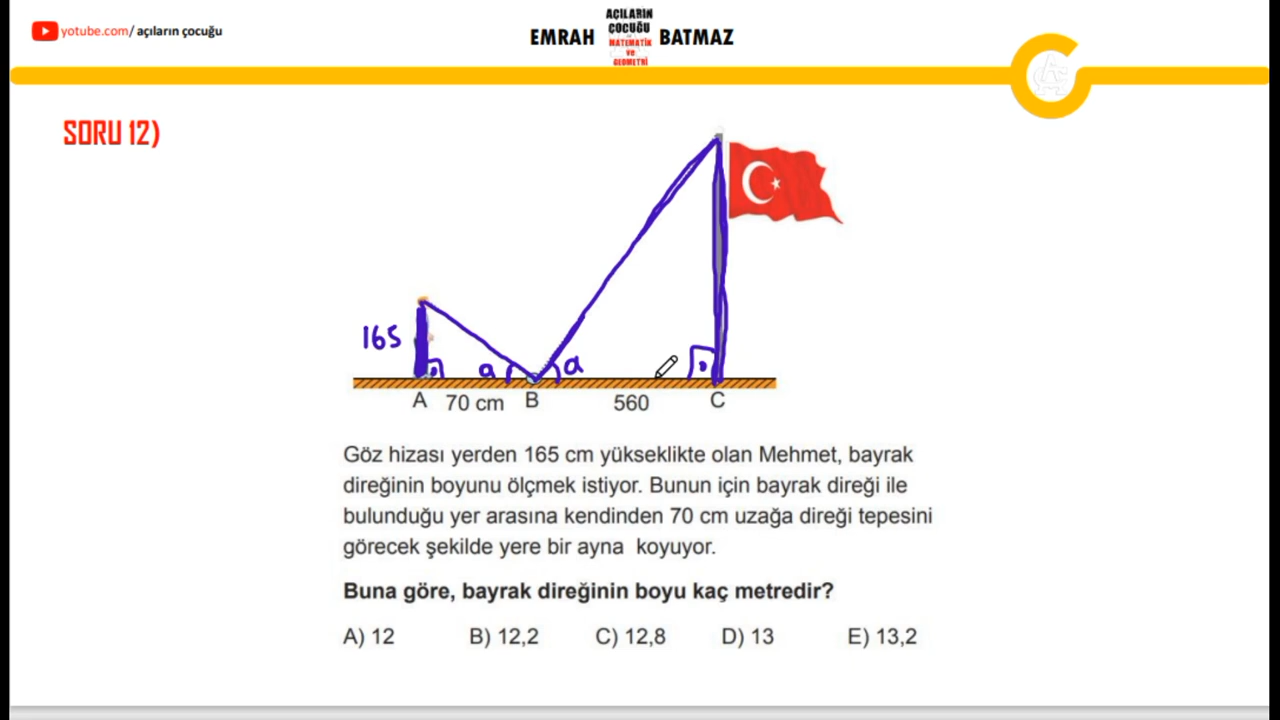 yotube.com/ açıların çocuğu
EMRAH
AÇILARIN
ÇOCUĞU
MATEMATİK
ve
GEOMETRİ
BATMAZ
SORU 12)
165
a
a
A 70 cm B 560 C
Göz hizası yerden 165 cm yükseklikte olan Mehmet, bayrak
direğinin boyunu ölçmek istiyor. Bunun için bayrak direği ile
bulunduğu yer arasına kendinden 70 cm uzağa direği tepesini
görecek şekilde yere bir ayna koyuyor.
Buna göre, bayrak direğinin boyu kaç metredir?
A) 12 B) 12,2 C) 12,8 D) 13 E) 13,2